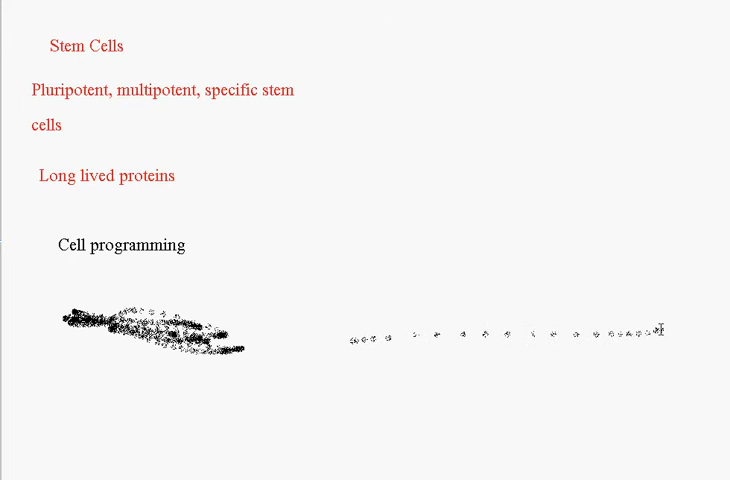 Stem Cells
Pluripotent, multipotent, specific stem
cells
Long lived proteins
Cell programming